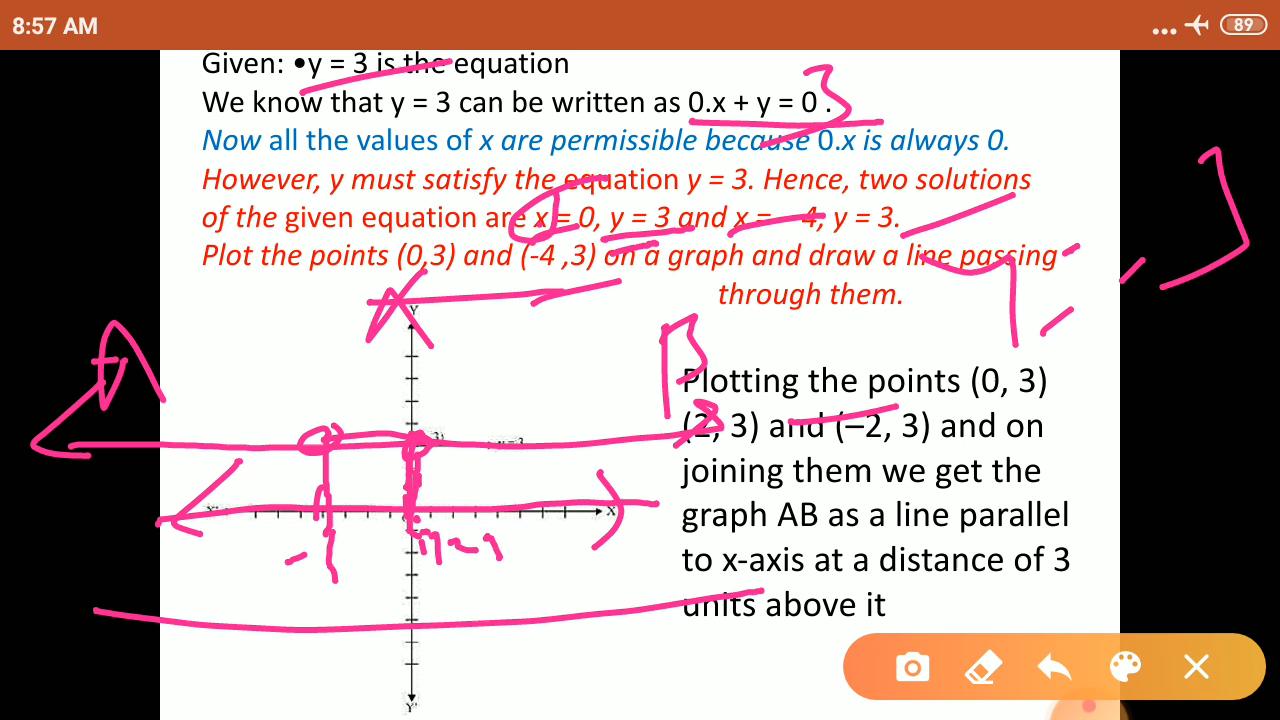 8:57 AM
89
Given: •y = 3 is the equation
We know that y = 3 can be written as 0.x + y = 0 .
3
Now all the values of x are permissible because 0.x is always 0.
However, y must satisfy the equation y = 3. Hence, two solutions
of the given equation are x = 0, y = 3 and x = – 4, y = 3.
Plot the points (0,3) and (-4 ,3) on a graph and draw a line passing
through them.
Y
A
B
3)
y = 3
X'
X
Y'
Plotting the points (0, 3)
(2, 3) and (–2, 3) and on
joining them we get the
graph AB as a line parallel
to x-axis at a distance of 3
units above it